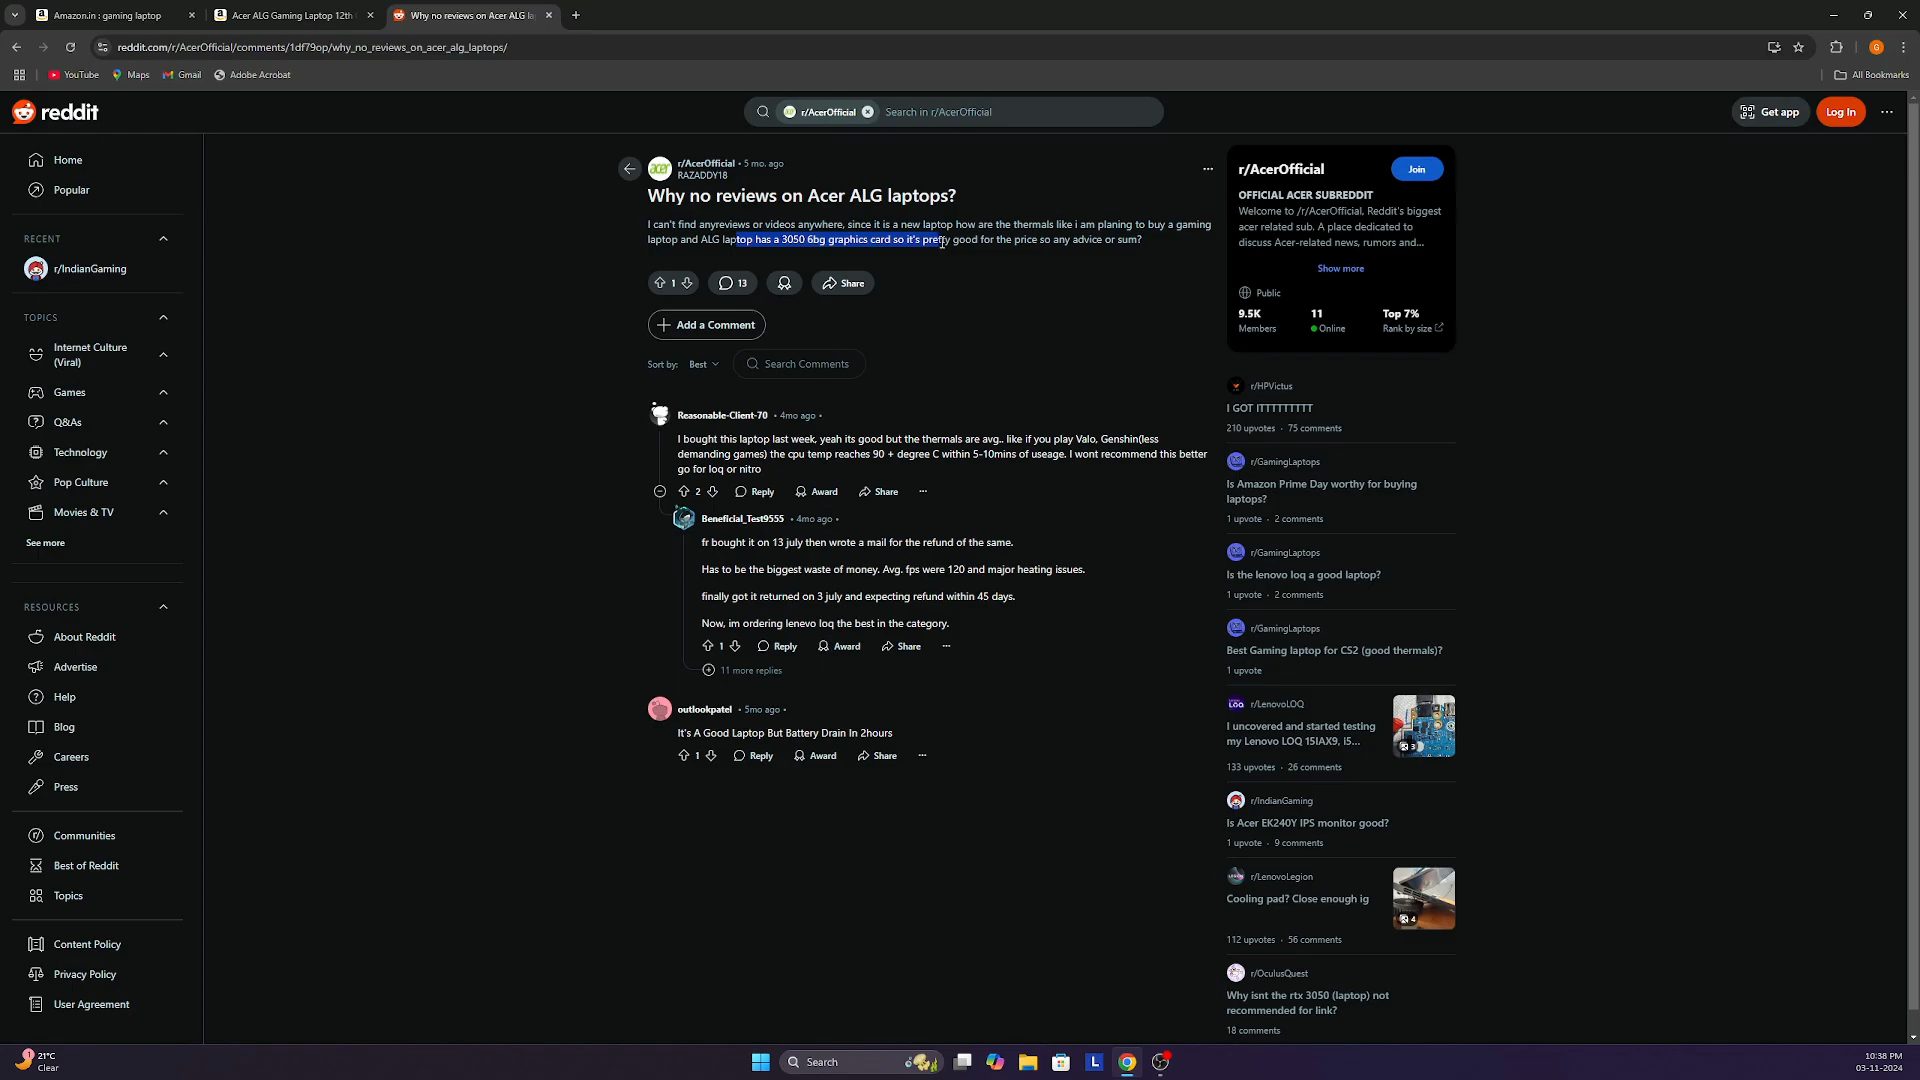 Amazon.in : gaming laptop
Acer ALG Gaming Laptop 12th
Why no reviews on Acer ALG la
reddit.com/r/AcerOfficial/comments/1df79op/why_no_reviews_on_acer_alg_laptops/
G
YouTube
Maps
Gmail
Adobe Acrobat
All Bookmarks
reddit
r/AcerOfficial
Search in r/AcerOfficial
Get app
Log In
Home
Popular
RECENT
r/IndianGaming
TOPICS
Internet Culture
(Viral)
Games
Q&As
Technology
Pop Culture
Movies & TV
See more
RESOURCES
About Reddit
Advertise
Help
Blog
Careers
Press
Communities
Best of Reddit
Topics
Content Policy
Privacy Policy
User Agreement
acer
r/AcerOfficial • 5 mo. ago
RAZADDY18
Why no reviews on Acer ALG laptops?
I can't find anyreviews or videos anywhere, since it is a new laptop how are the thermals like i am planing to buy a gaming
laptop and ALG laptop has a 3050 6bg graphics card so it's pretty good for the price so any advice or sum?
1
13
Share
Add a Comment
Sort by: Best
Search Comments
Reasonable-Client-70 • 4mo ago •
I bought this laptop last week, yeah its good but the thermals are avg.. like if you play Valo, Genshin(less
demanding games) the cpu temp reaches 90 + degree C within 5-10mins of useage. I wont recommend this better
go for loq or nitro
2 Reply Award Share
Beneficial_Test9555 • 4mo ago •
fr bought it on 13 july then wrote a mail for the refund of the same.
Has to be the biggest waste of money. Avg. fps were 120 and major heating issues.
finally got it returned on 3 july and expecting refund within 45 days.
Now, im ordering lenevo loq the best in the category.
1 Reply Award Share
11 more replies
outlookpatel • 5mo ago •
It's A Good Laptop But Battery Drain In 2hours
1 Reply Award Share
r/AcerOfficial
Join
OFFICIAL ACER SUBREDDIT
Welcome to /r/AcerOfficial, Reddit's biggest
acer related sub. A place dedicated to
discuss Acer-related news, rumors and...
Show more
Public
9.5K 11 Top 7%
Members Online Rank by size
r/HPVictus
I GOT ITTTTTTTTT
210 upvotes · 75 comments
r/GamingLaptops
Is Amazon Prime Day worthy for buying
laptops?
1 upvote · 2 comments
r/GamingLaptops
Is the lenovo loq a good laptop?
1 upvote · 2 comments
r/GamingLaptops
Best Gaming laptop for CS2 (good thermals)?
1 upvote
LOQ
r/LenovoLOQ
I uncovered and started testing
my Lenovo LOQ 15IAX9, i5...
3
133 upvotes · 26 comments
r/IndianGaming
Is Acer EK240Y IPS monitor good?
1 upvote · 9 comments
r/LenovoLegion
Cooling pad? Close enough ig
4
112 upvotes · 56 comments
r/OculusQuest
Why isnt the rtx 3050 (laptop) not
recommended for link?
18 comments
1
21°C
Clear
Search
L
10:38 PM
03-11-2024